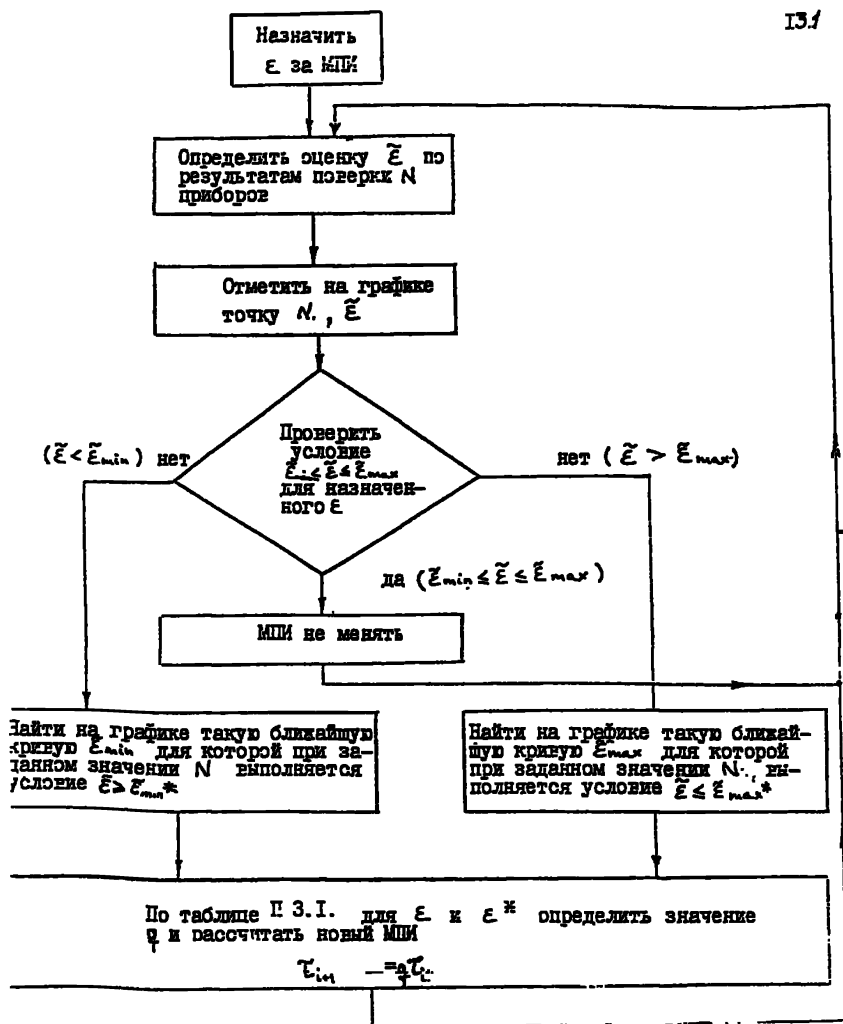 I31
Назначить
ε за МПИ
Определить оценку ε̃ по
результатам поверки N
приборов
Отметить на графике
точку N., ε̃
Проверить
условие
ε̃min ≤ ε̃ ≤ ε̃max
для назначен-
ного ε
(ε̃ < ε̃min) нет
нет ( ε̃ > ε̃max)
да (ε̃min ≤ ε̃ ≤ ε̃max)
МПИ не менять
Найти на графике такую ближайшую
кривую ε̃min для которой при за-
данном значении N выполняется
условие ε̃ ≥ ε̃min*
Найти на графике такую ближай-
шую кривую ε̃max для которой
при заданном значении N., вы-
полняется условие ε̃ ≤ ε̃max*
По таблице П 3.I. для ε и ε* определить значение
q и рассчитать новый МПИ
τi+1 = qτi